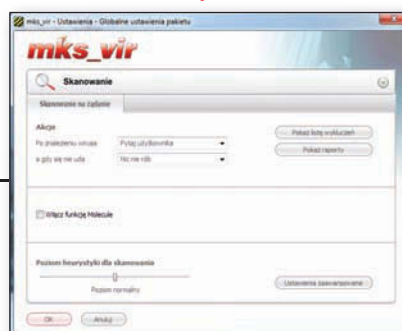 mks_vir - Ustawienia - Globalne ustawienia pakietu
mks_vir
Skanowanie
Skanowanie na żądanie
Akcje
Po znalezieniu wirusa
Pytaj użytkownika
a gdy się nie uda
Nic nie rób
Pokaż listę wykluczeń
Pokaż raporty
Włącz funkcję Molecule
Poziom heurystyki dla skanowania
Poziom normalny
Ustawienia zaawansowane
OK
Anuluj